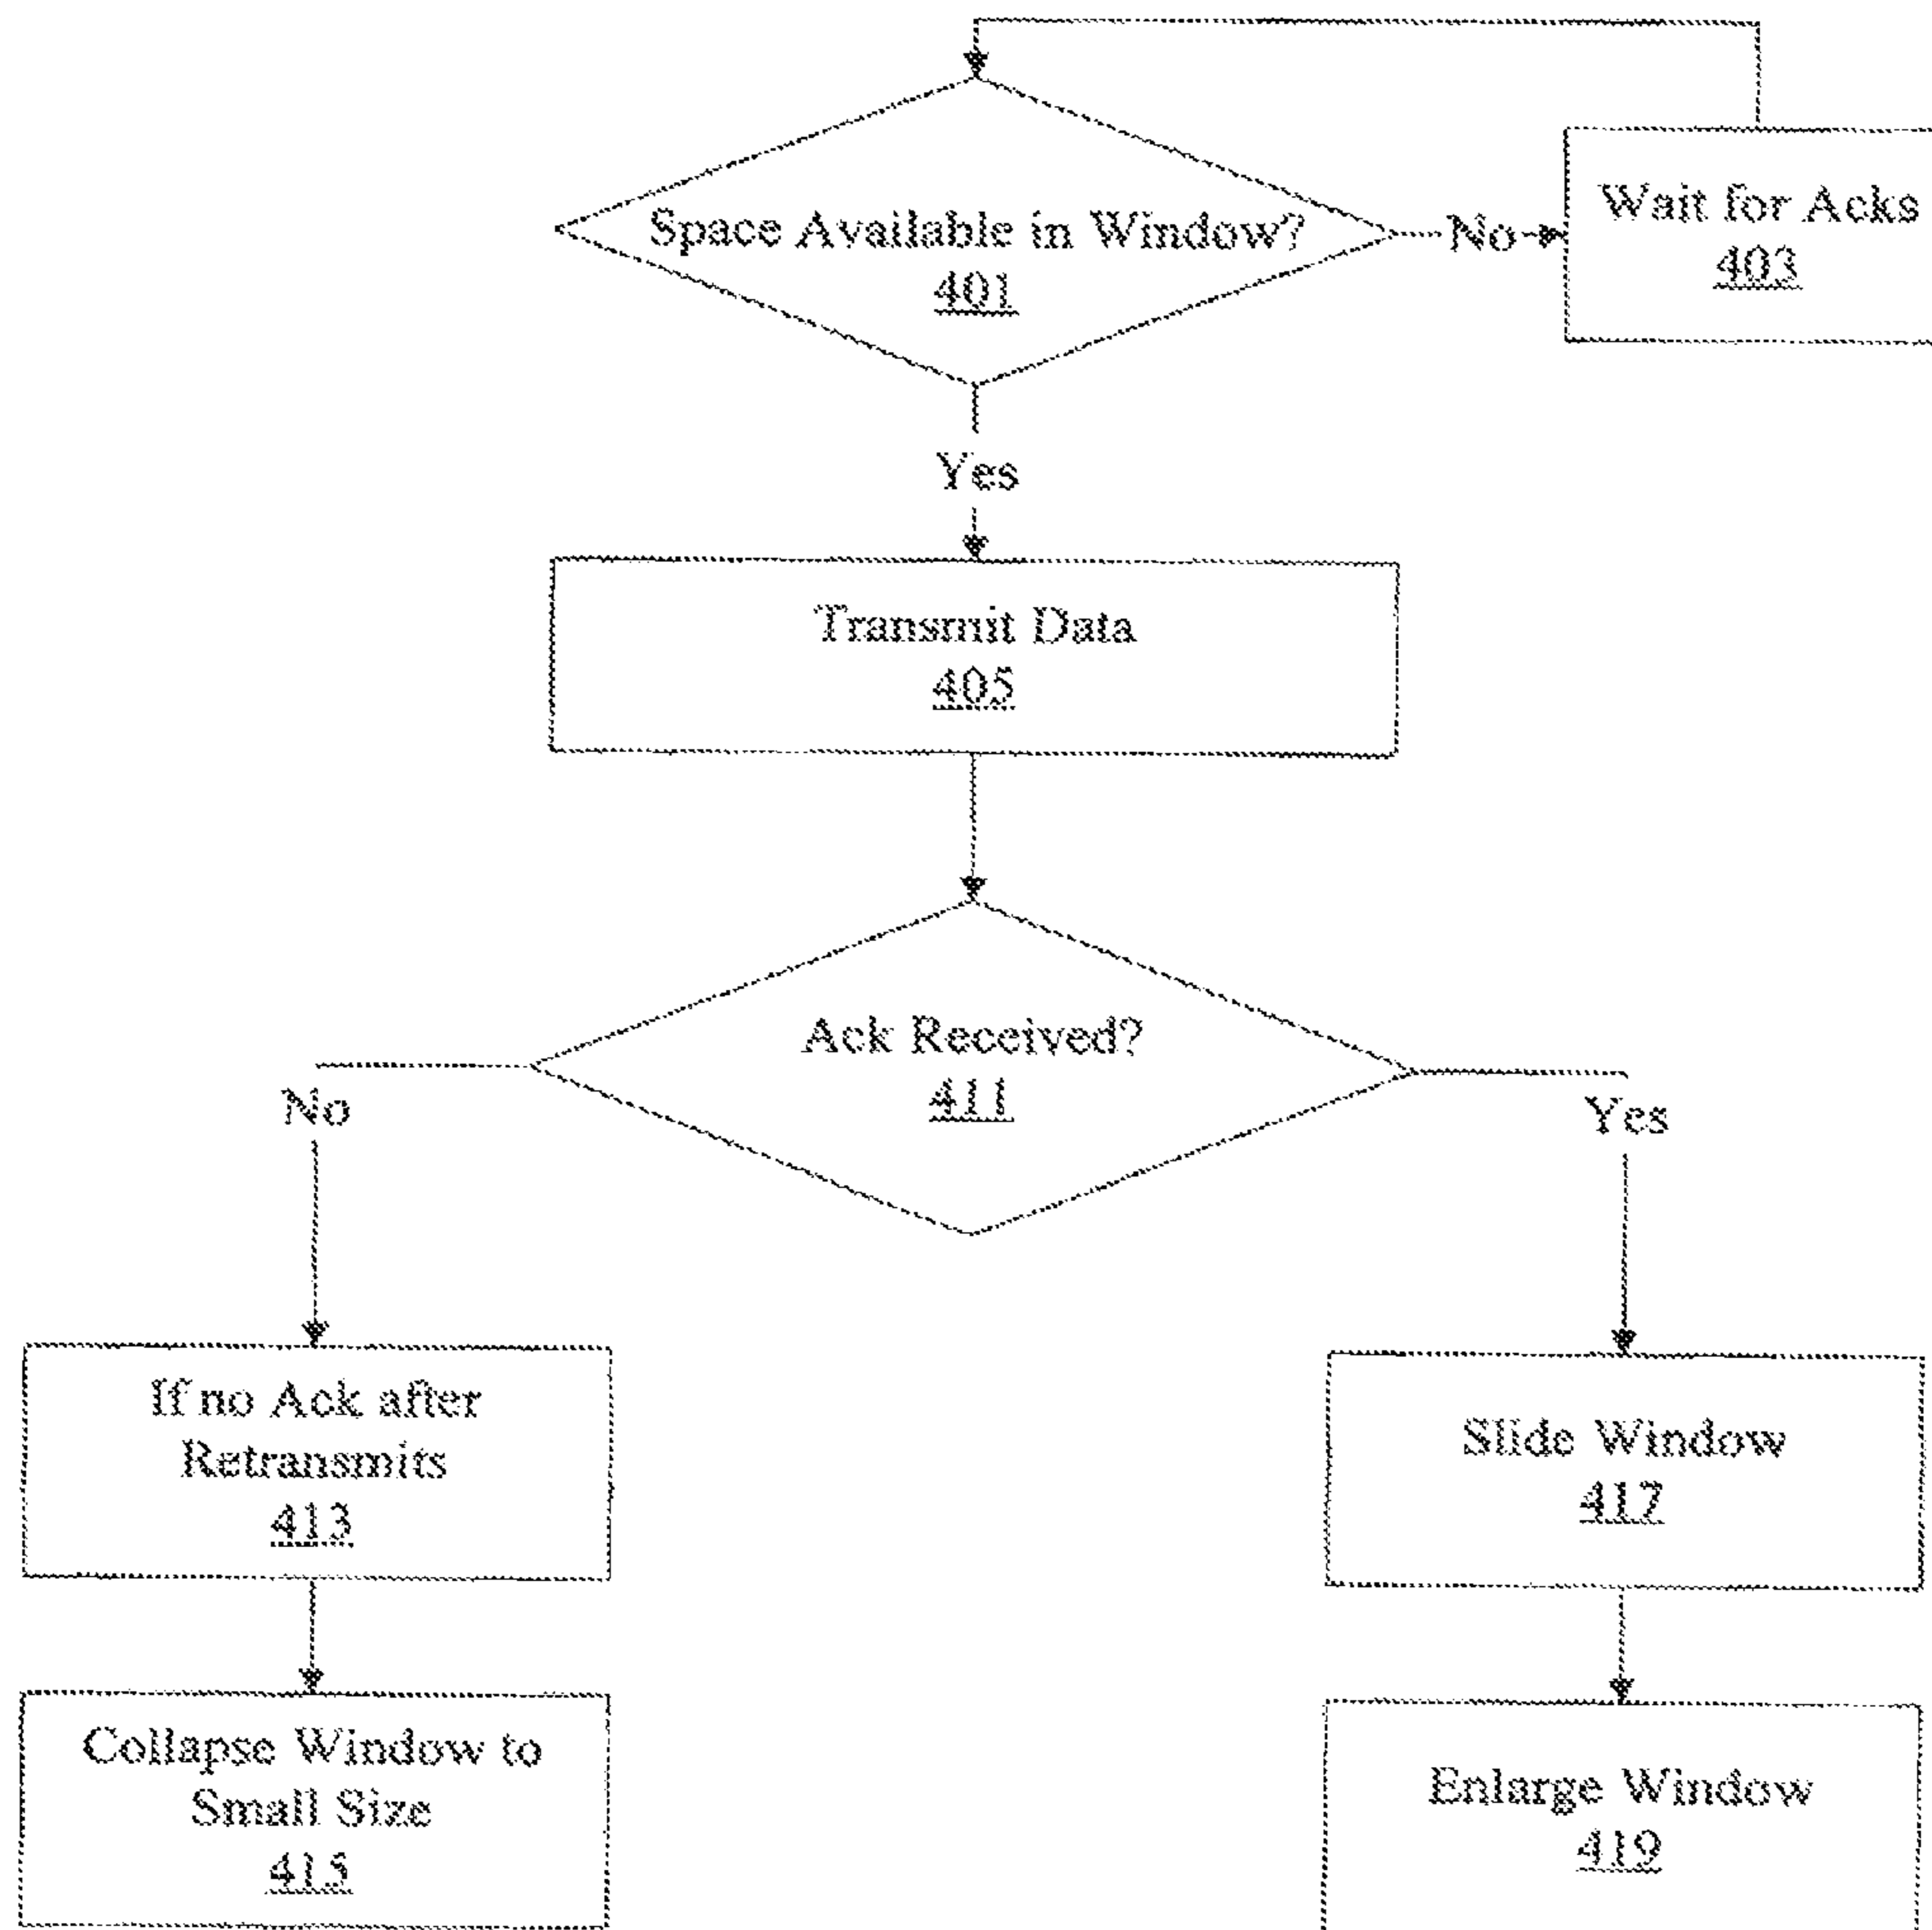 Space Available in Window?
401
No
Wait for Acks
403
Yes
Transmit Data
405
Ack Received?
411
No
Yes
If no Ack after
Retransmits
413
Slide Window
417
Collapse Window to
Small Size
415
Enlarge Window
419